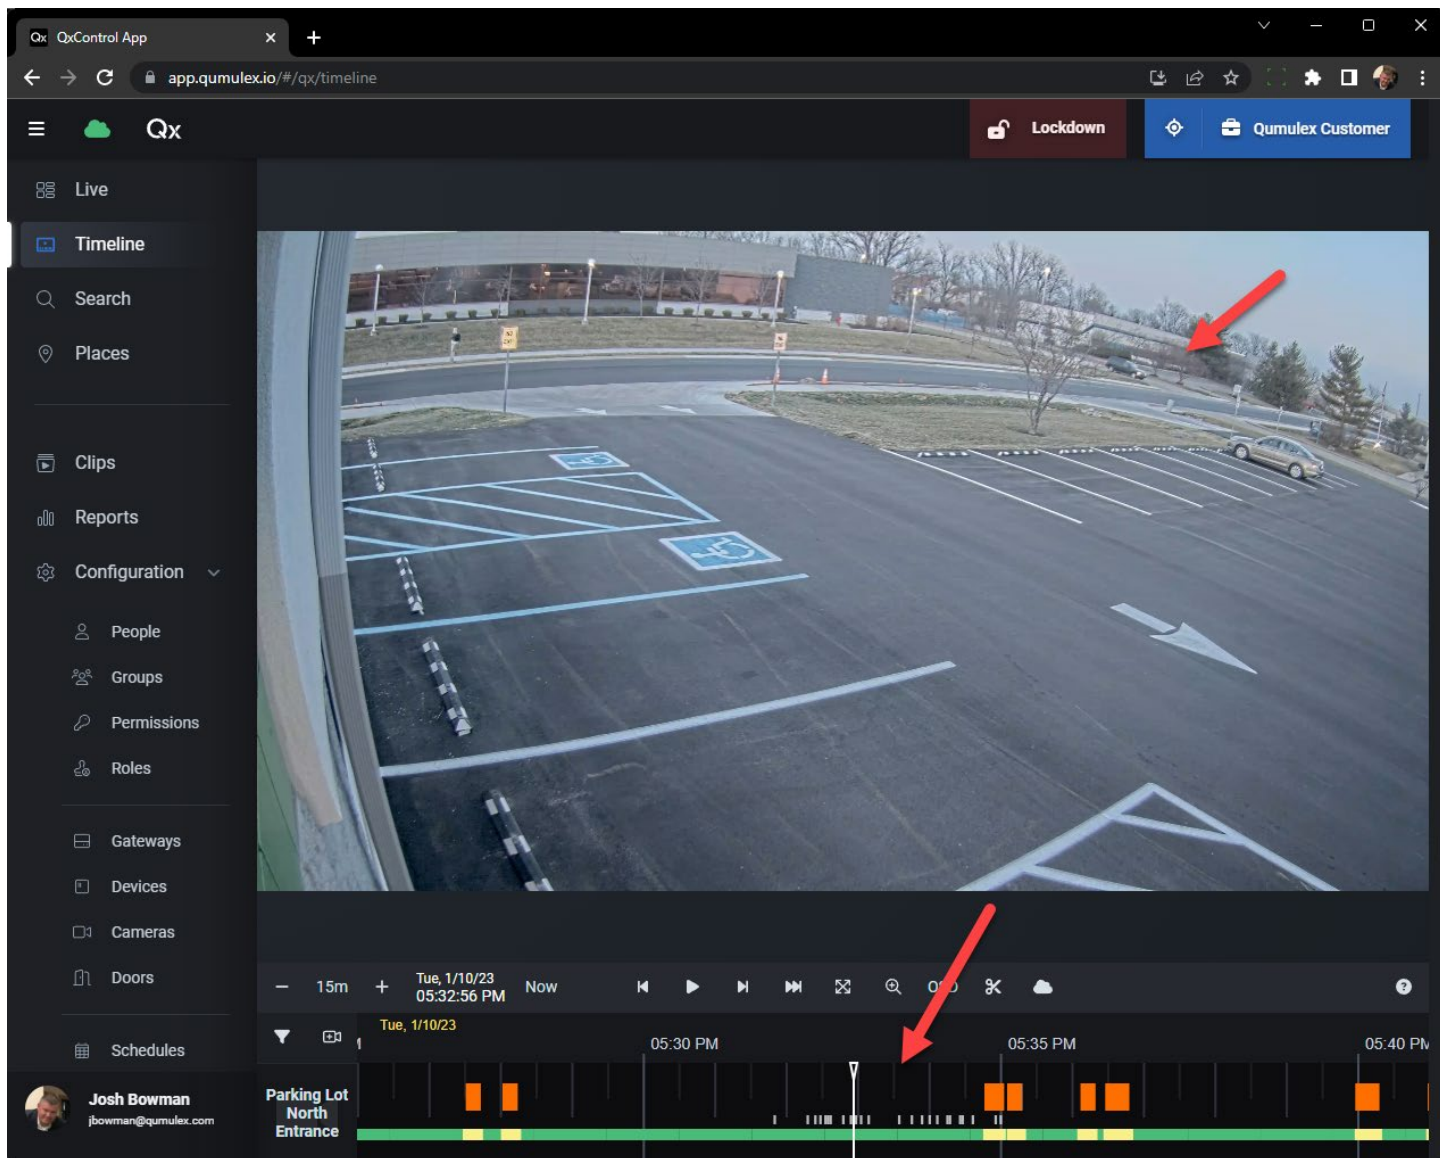 Qx QxControl App
app.qumulex.io/#/qx/timeline
Qx
Lockdown
Qumulex Customer
Live
Timeline
Search
Places
Clips
Reports
Configuration
People
Groups
Permissions
Roles
Gateways
Devices
Cameras
Doors
Schedules
Josh Bowman
jbowman@qumulex.com
15m
Tue, 1/10/23
05:32:56 PM
Now
Tue, 1/10/23
05:30 PM
05:35 PM
05:40 PM
Parking Lot
North
Entrance